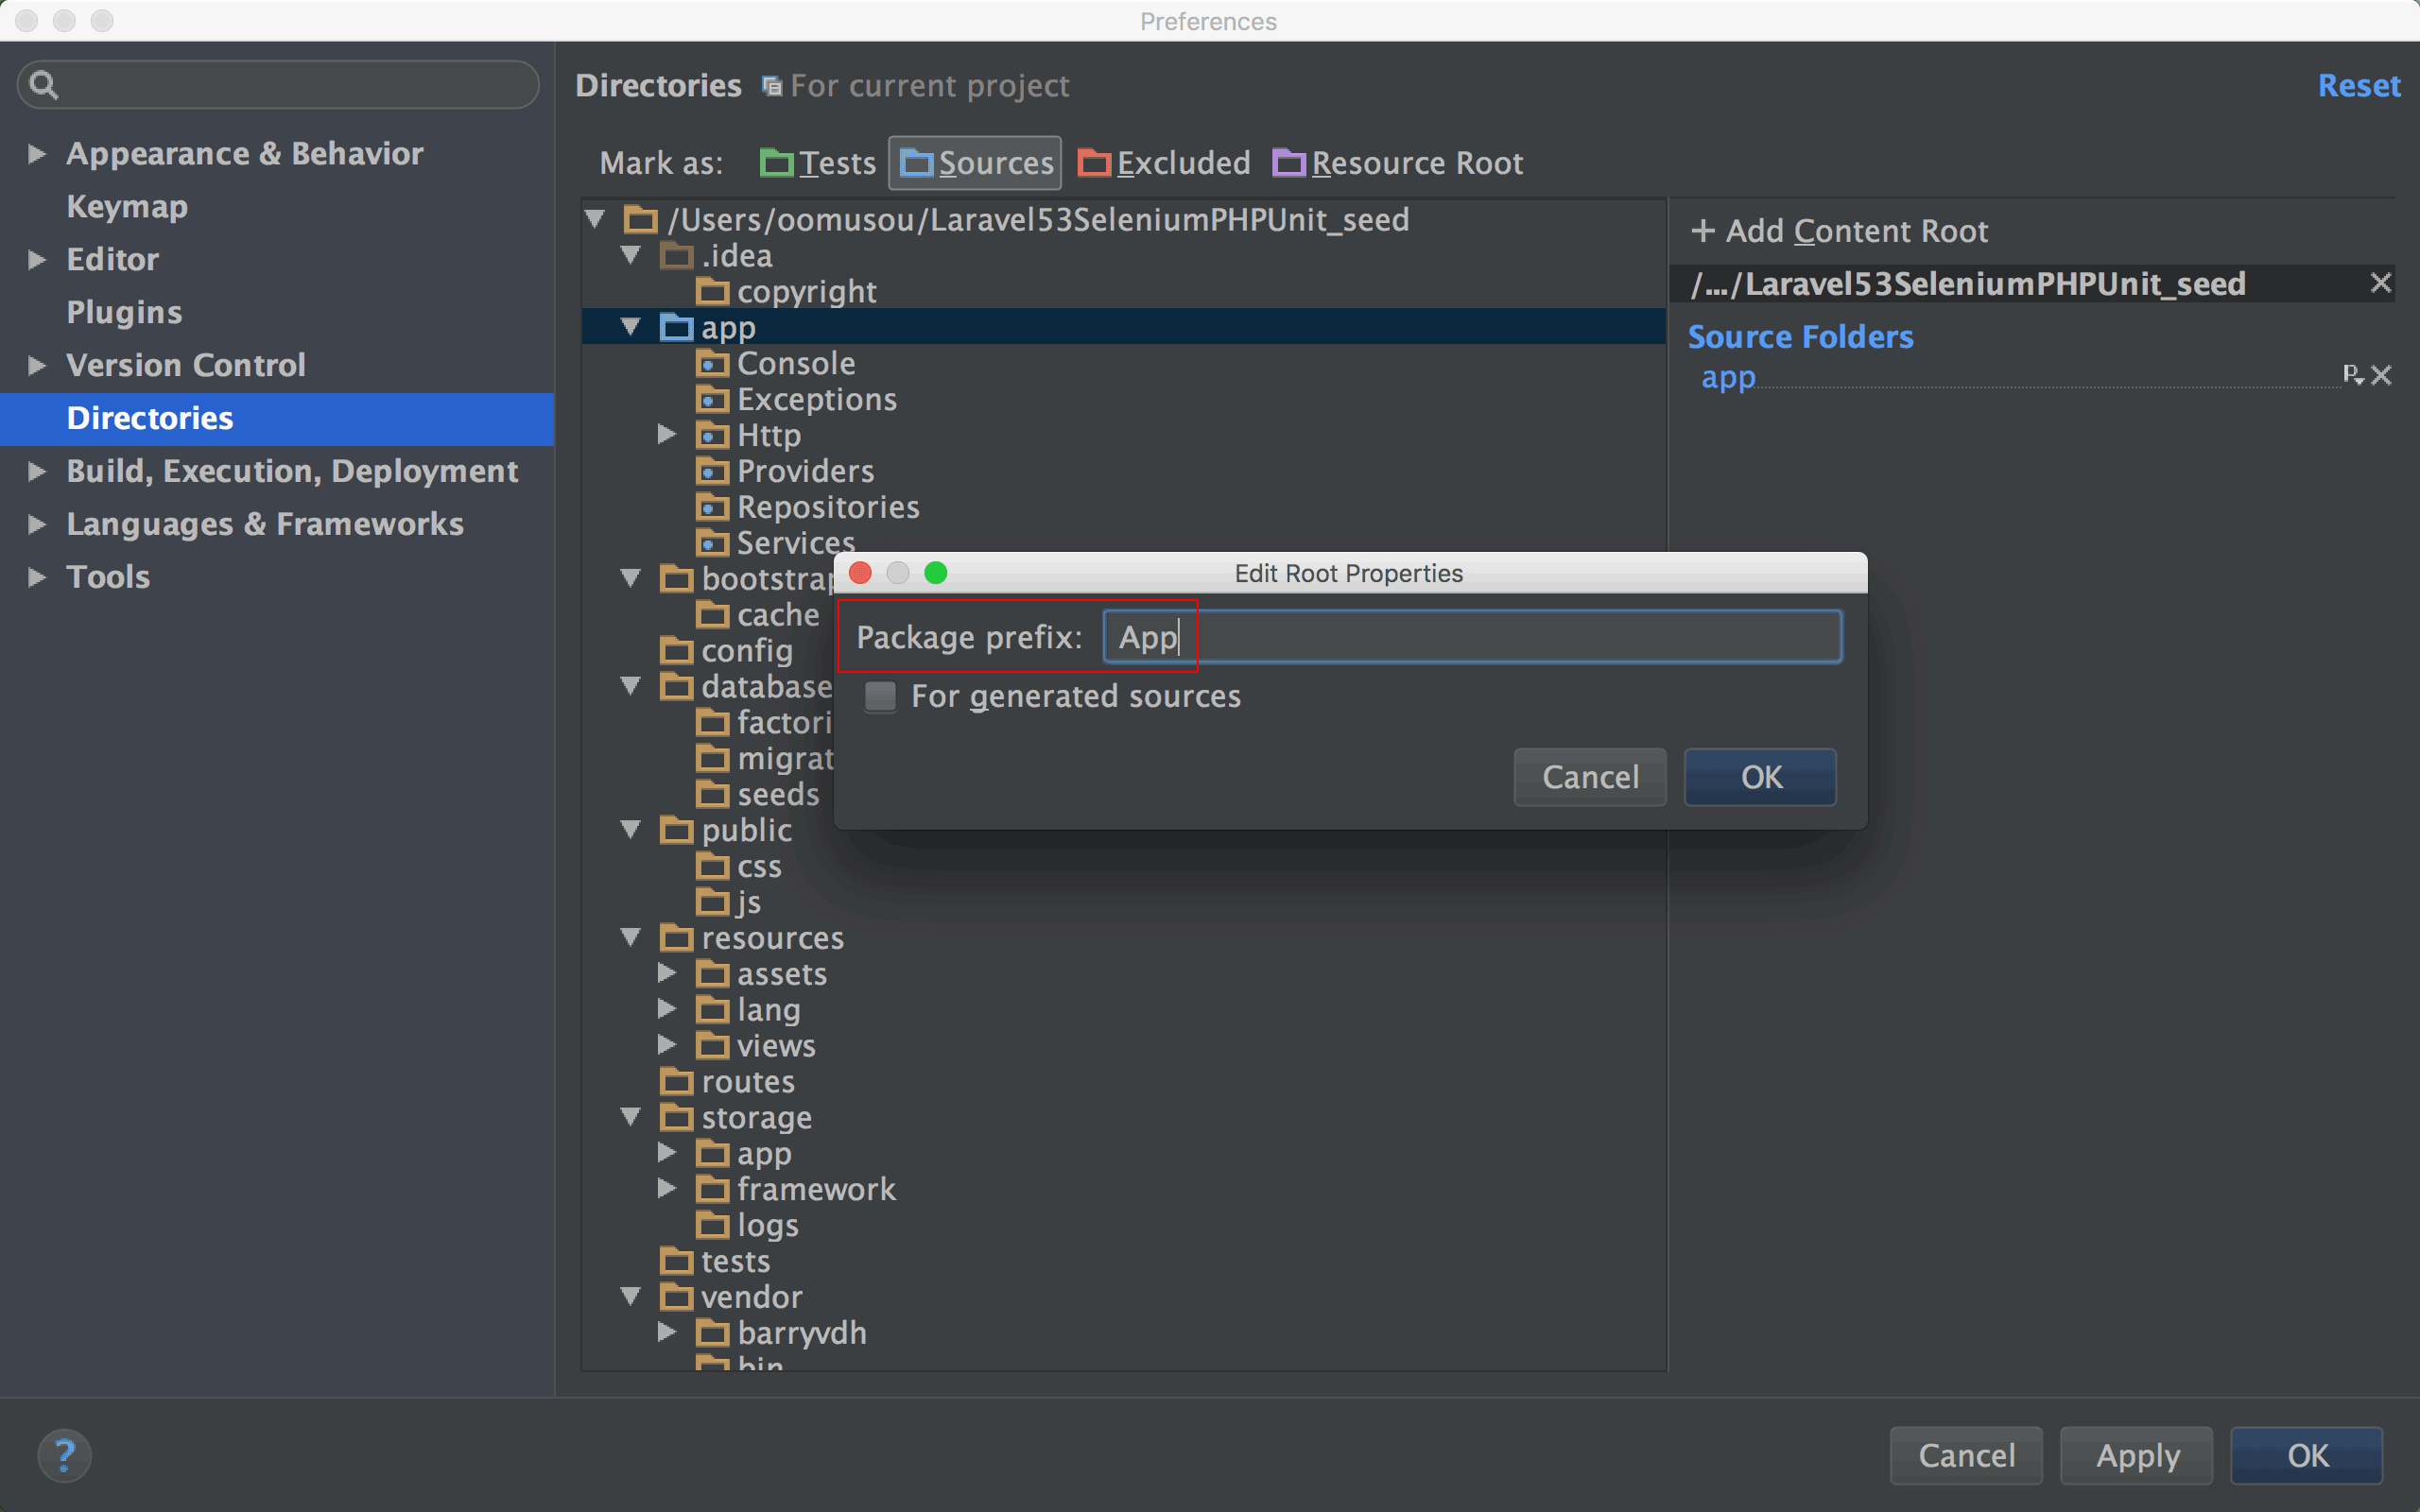 Preferences
Appearance & Behavior
Keymap
Editor
Plugins
Version Control
Directories
Build, Execution, Deployment
Languages & Frameworks
Tools
Directories For current project
Reset
Mark as: Tests Sources Excluded Resource Root
/Users/oomusou/Laravel53SeleniumPHPUnit_seed
.idea
copyright
app
Console
Exceptions
Http
Providers
Repositories
Services
bootstrap
cache
config
database
factori
migrat
seeds
public
css
js
resources
assets
lang
views
routes
storage
app
framework
logs
tests
vendor
barryvdh
bin
+ Add Content Root
/.../Laravel53SeleniumPHPUnit_seed
Source Folders
app
Edit Root Properties
Package prefix: App
For generated sources
Cancel OK
? Cancel Apply OK